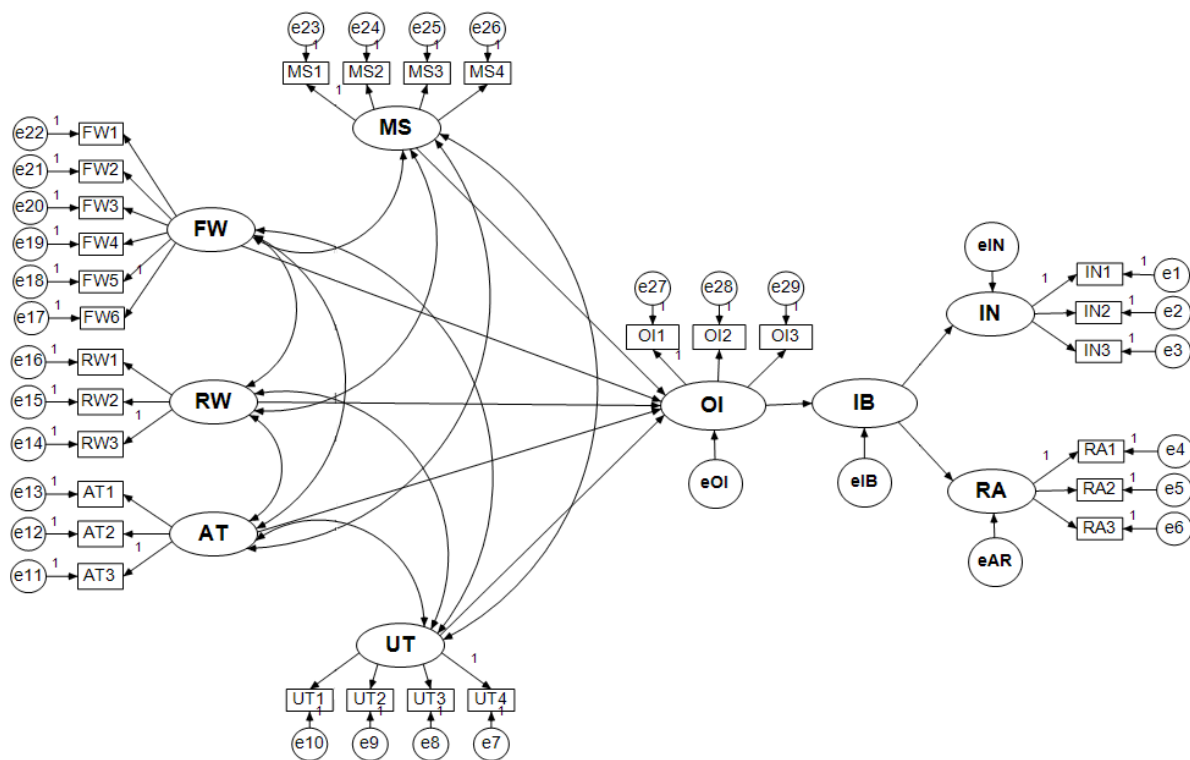 e23 e24 e25 e26
1 1 1 1
MS1 MS2 MS3 MS4
1
MS
e22 1 FW1
e21 1 FW2
e20 1 FW3
e19 1 FW4
e18 1 FW5 1
e17 1 FW6
FW
e16 1 RW1
e15 1 RW2
e14 1 RW3 1
RW
e13 1 AT1
e12 1 AT2
e11 1 AT3 1
AT
UT
1
UT1 UT2 UT3 UT4
1 1 1 1
e10 e9 e8 e7
e27 e28 e29
1 1 1
OI1 OI2 OI3
1
OI
eOI
IB
eIB
eIN
IN
1 IN1 1 e1
IN2 1 e2
IN3 1 e3
1 RA1 1 e4
RA2 1 e5
RA3 1 e6
RA
eAR